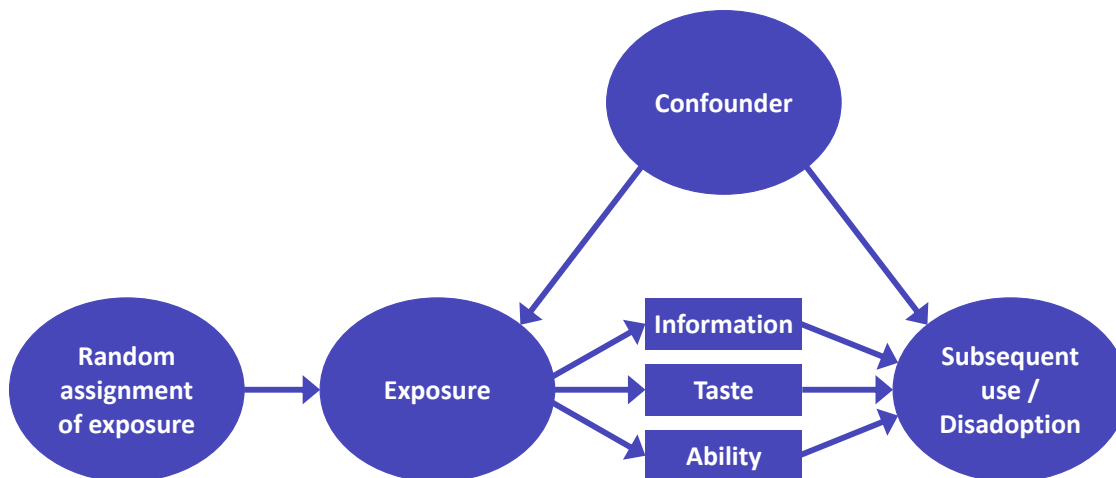 Confounder
Random
assignment
of exposure
Exposure
Information
Taste
Ability
Subsequent
use /
Disadoption